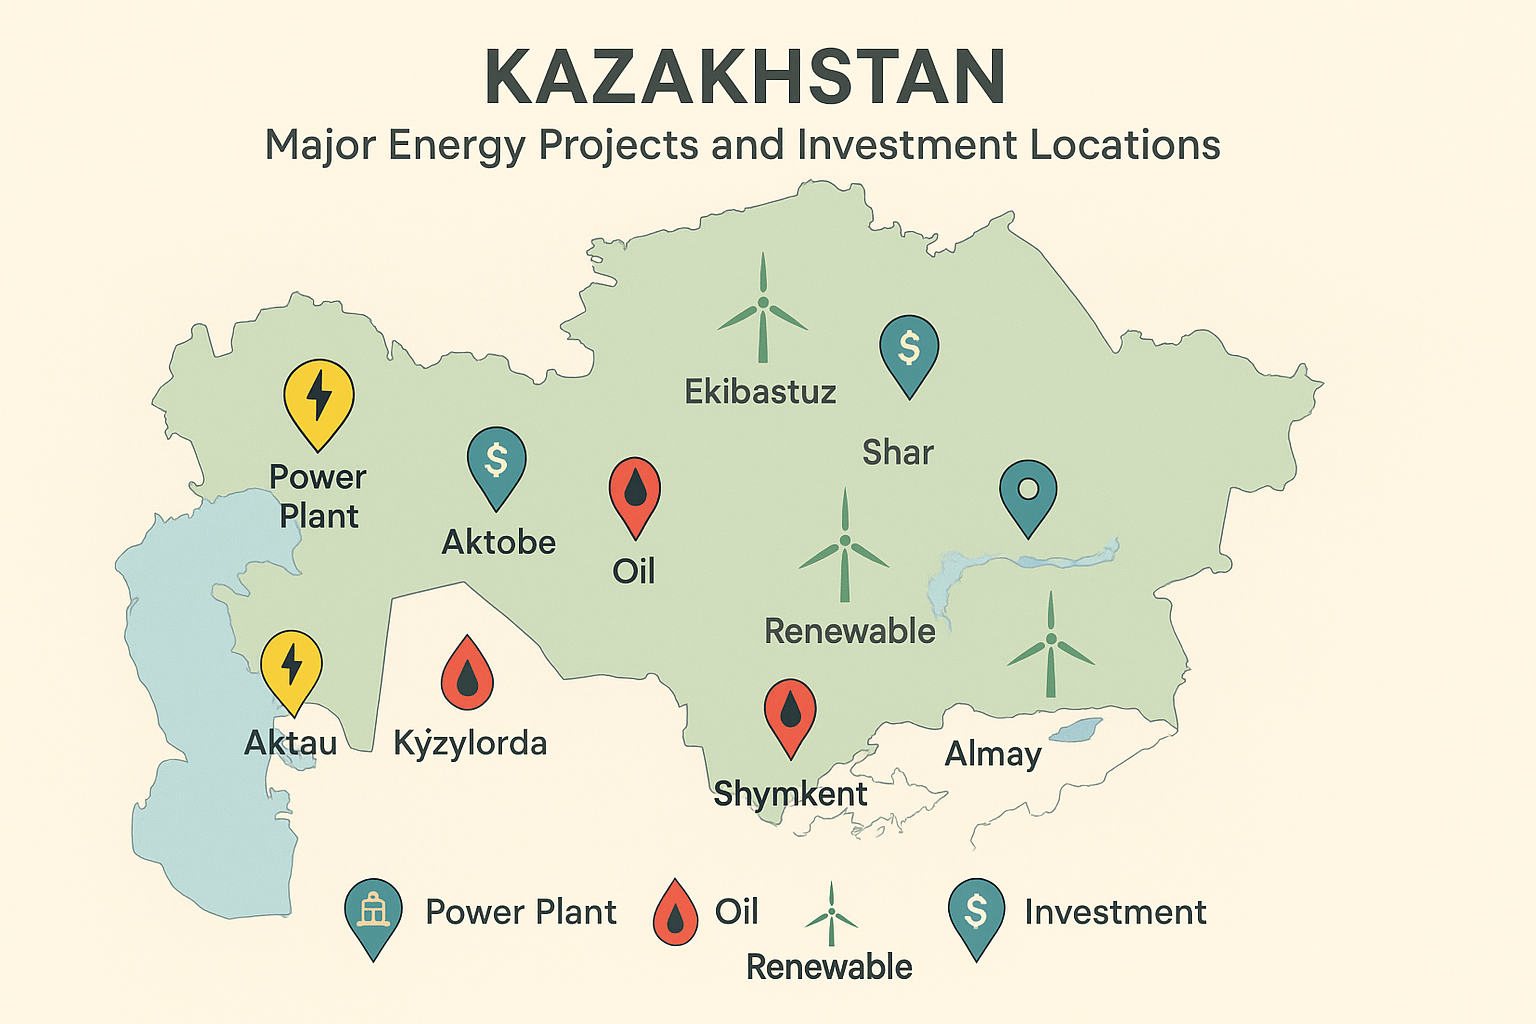 KAZAKHSTAN
Major Energy Projects and Investment Locations
$
Ekibastuz
$
Shar
Power
Plant
Aktobe
Oil
Renewable
Aktau
Kẏzylorda
Almay
Shymkent
Power Plant
Oil
Renewable
$
Investment